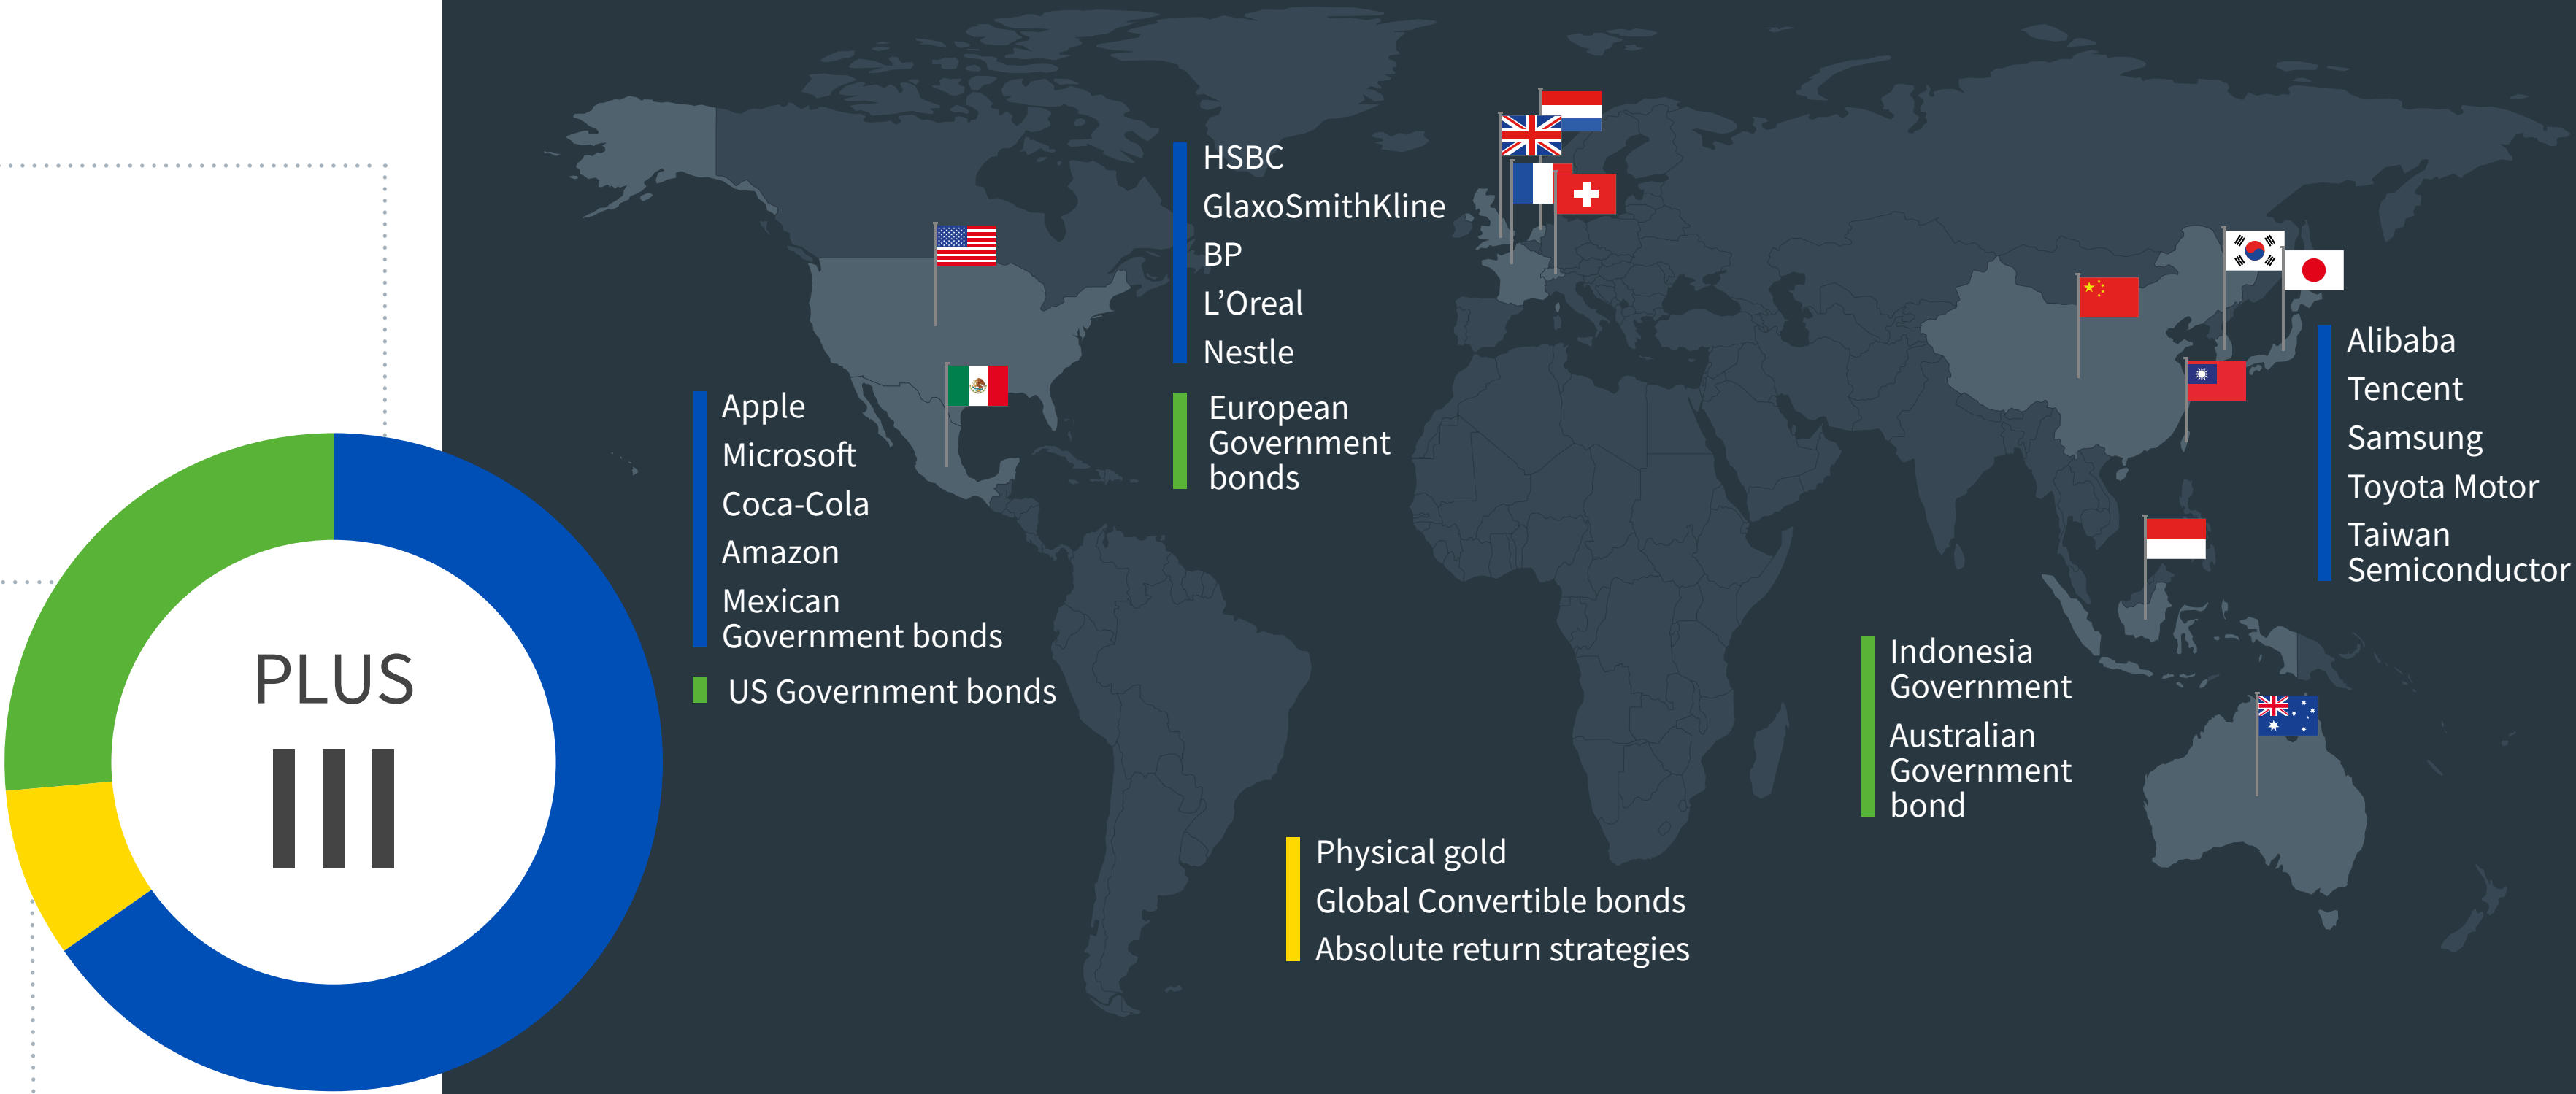 PLUS
III
Apple
Microsoft
Coca-Cola
Amazon
Mexican
Government bonds
US Government bonds
HSBC
GlaxoSmithKline
BP
L’Oreal
Nestle
European
Government
bonds
Physical gold
Global Convertible bonds
Absolute return strategies
Indonesia
Government
Australian
Government
bond
Alibaba
Tencent
Samsung
Toyota Motor
Taiwan
Semiconductor